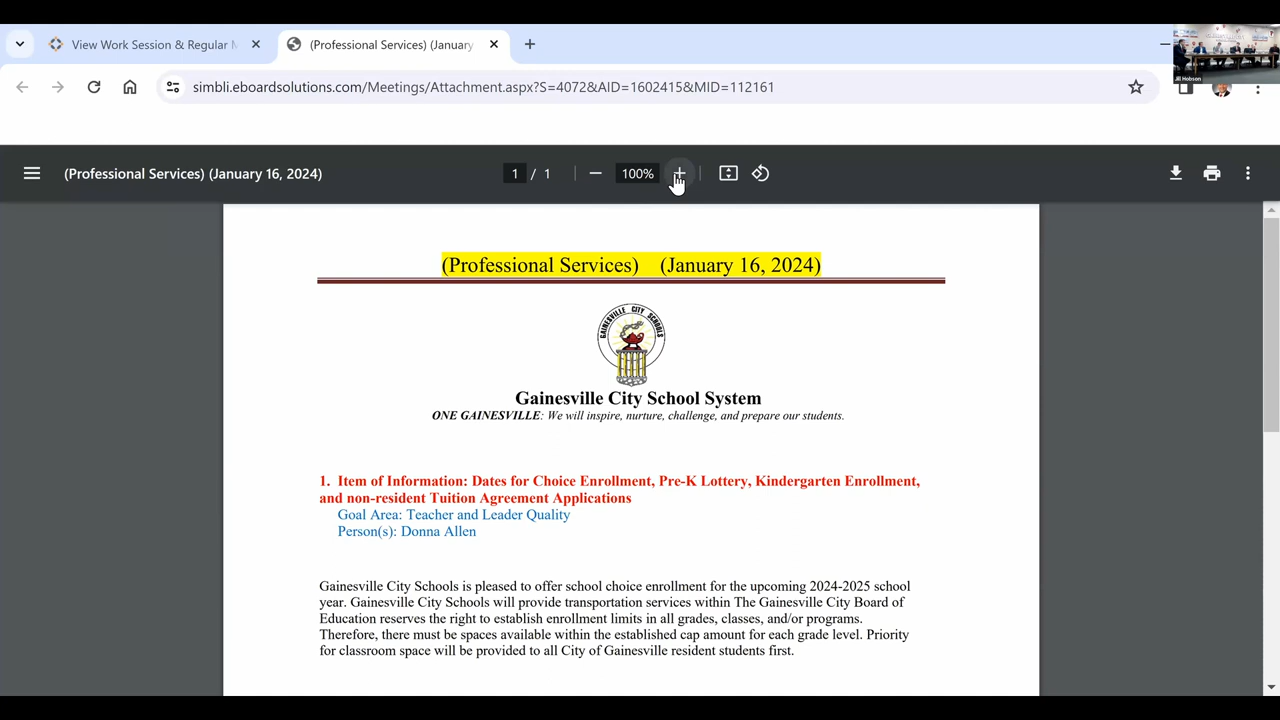 View Work Session & Regular M
(Professional Services) (January
Jill Hobson
simbli.eboardsolutions.com/Meetings/Attachment.aspx?S=4072&AID=1602415&MID=112161
(Professional Services) (January 16, 2024)
1 / 1
100%
(Professional Services) (January 16, 2024)
GAINESVILLE CITY SCHOOLS
Gainesville City School System
ONE GAINESVILLE: We will inspire, nurture, challenge, and prepare our students.
1. Item of Information: Dates for Choice Enrollment, Pre-K Lottery, Kindergarten Enrollment,
and non-resident Tuition Agreement Applications
Goal Area: Teacher and Leader Quality
Person(s): Donna Allen
Gainesville City Schools is pleased to offer school choice enrollment for the upcoming 2024-2025 school
year. Gainesville City Schools will provide transportation services within The Gainesville City Board of
Education reserves the right to establish enrollment limits in all grades, classes, and/or programs.
Therefore, there must be spaces available within the established cap amount for each grade level. Priority
for classroom space will be provided to all City of Gainesville resident students first.